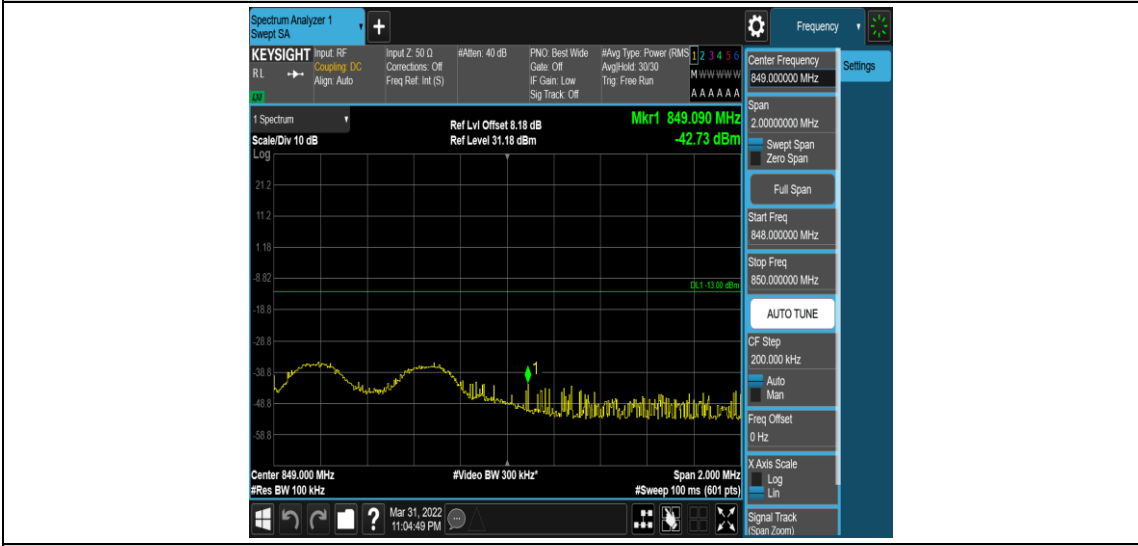 Spectrum Analyzer 1
Swept SA
+
Frequency
KEYSIGHT
Input: RF
Input Z: 50 Ω
#Atten: 40 dB
PNO: Best Wide
#Avg Type: Power (RMS
1 2 3 4 5 6
RL
Coupling: DC
Corrections: Off
Gate: Off
Avg|Hold: 30/30
M W W W W W
Align: Auto
Freq Ref: Int (S)
IF Gain: Low
Trig: Free Run
Sig Track: Off
A A A A A A
Center Frequency
849.000000 MHz
Settings
Span
2.00000000 MHz
Swept Span
Zero Span
Full Span
Start Freq
848.000000 MHz
Stop Freq
850.000000 MHz
AUTO TUNE
CF Step
200.000 kHz
Auto
Man
Freq Offset
0 Hz
X Axis Scale
Log
Lin
Signal Track
(Span Zoom)
1 Spectrum
Scale/Div 10 dB
Ref Lvl Offset 8.18 dB
Ref Level 31.18 dBm
Mkr1 849.090 MHz
-42.73 dBm
Log
21.2
11.2
1.18
-8.82
DL1 -13.00 dBm
-18.8
-28.8
-38.8
1
-48.8
-58.8
Center 849.000 MHz
#Video BW 300 kHz*
Span 2.000 MHz
#Res BW 100 kHz
#Sweep 100 ms (601 pts)
?
Mar 31, 2022
11:04:49 PM